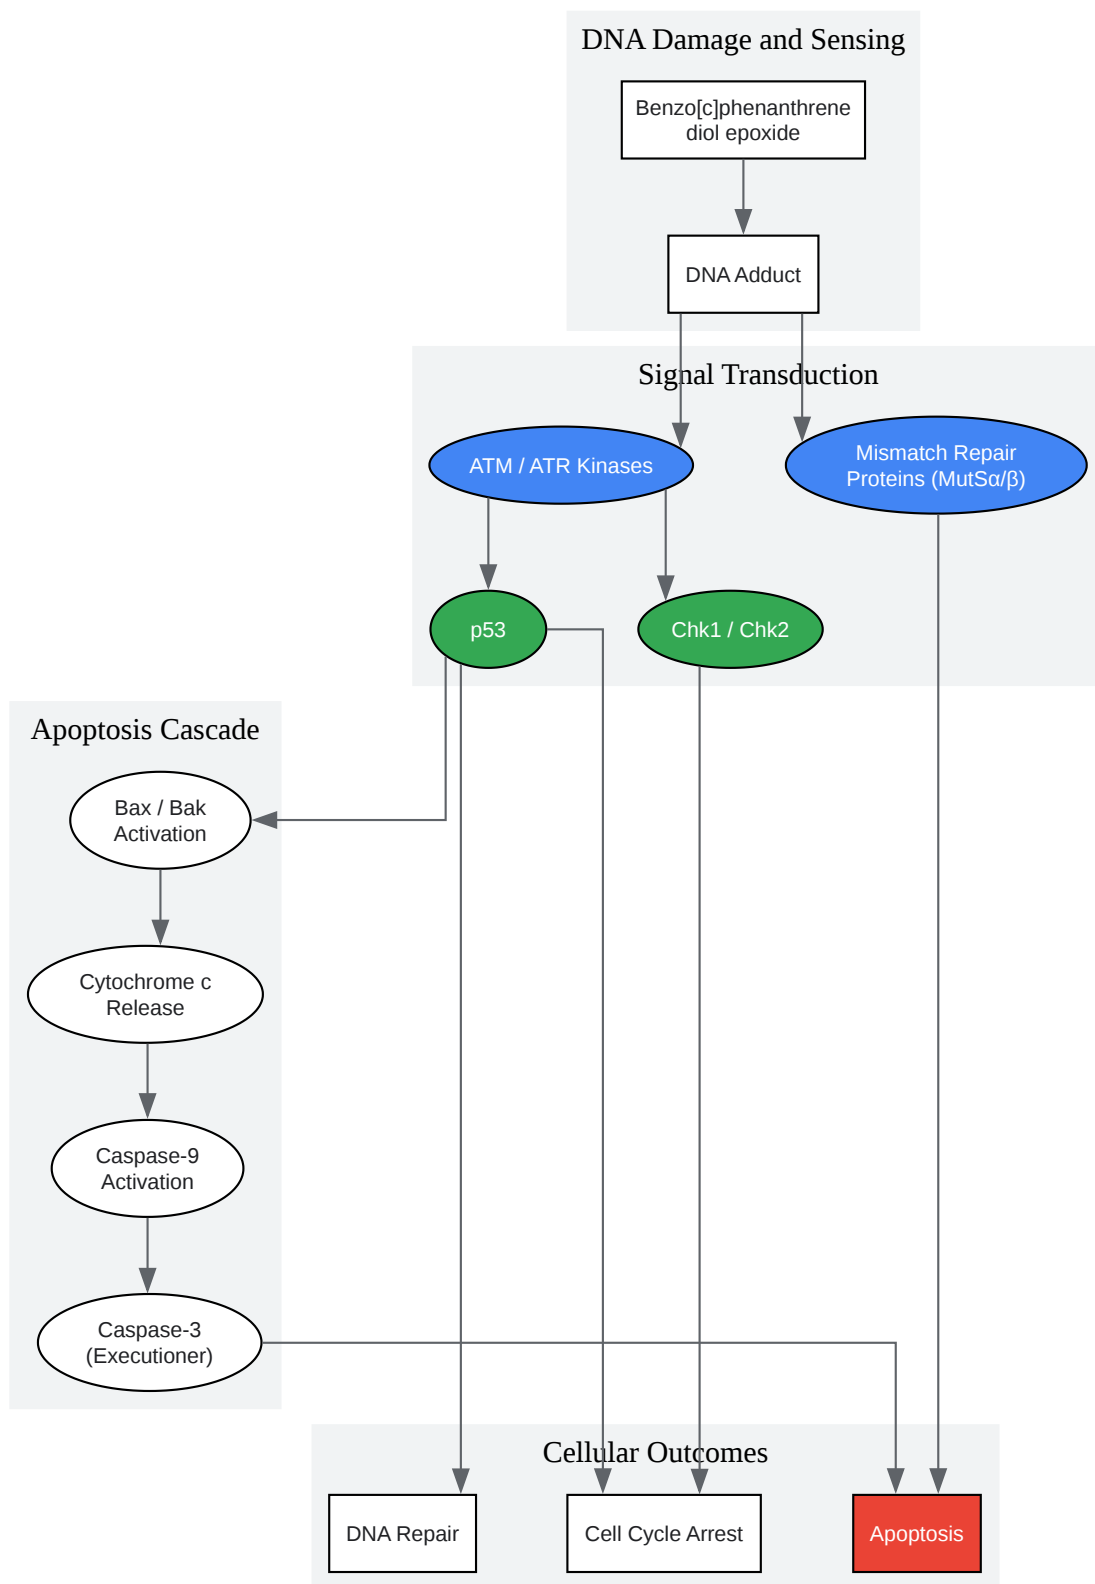 DNA Damage and Sensing
Benzo[c]phenanthrene
diol epoxide
DNA Adduct
Signal Transduction
ATM / ATR Kinases
Mismatch Repair
Proteins (MutSα/β)
p53
Chk1 / Chk2
Apoptosis Cascade
Bax / Bak
Activation
Cytochrome c
Release
Caspase-9
Activation
Caspase-3
(Executioner)
Cellular Outcomes
DNA Repair
Cell Cycle Arrest
Apoptosis